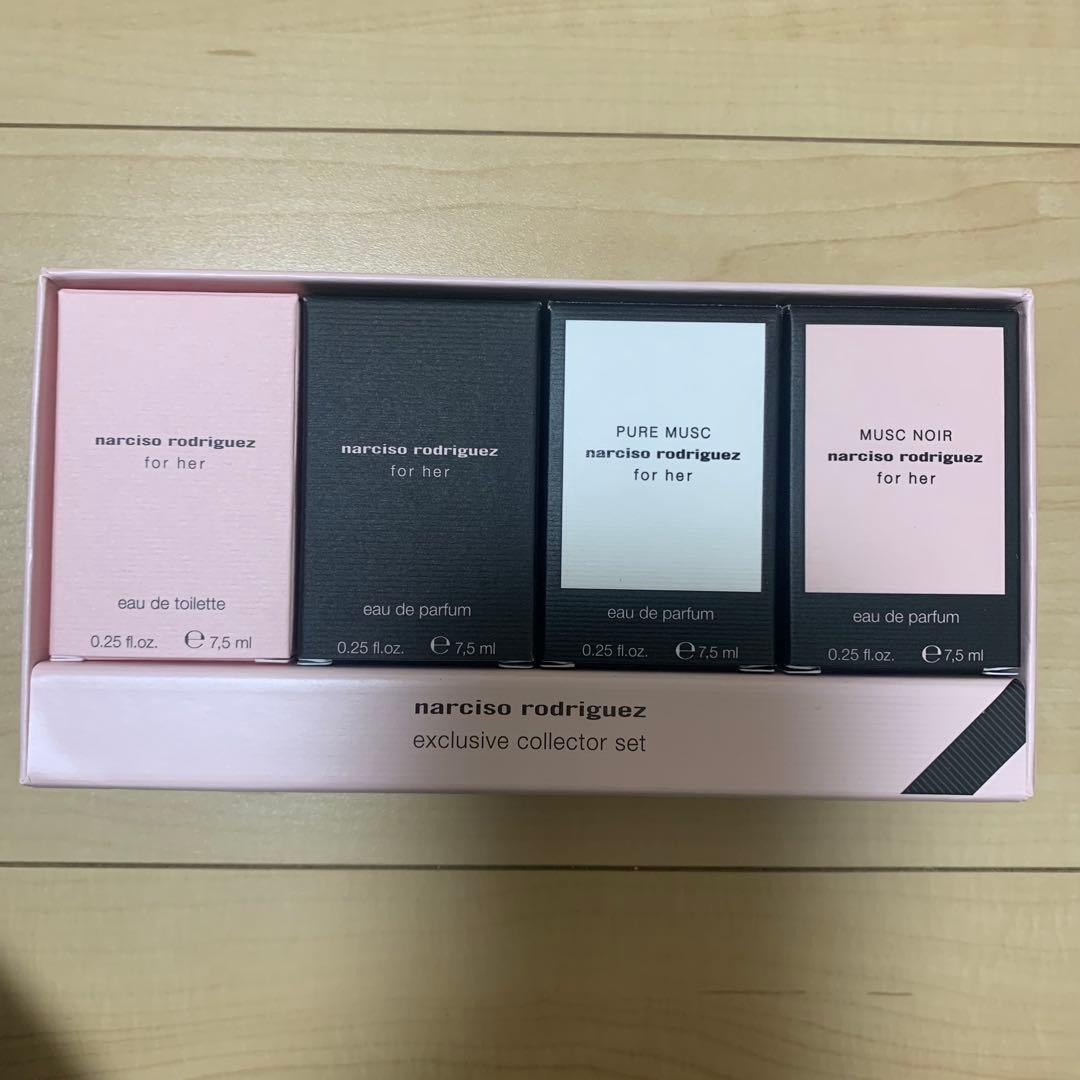 narciso rodriguez
for her
eau de toilette
0.25 fl.oz. ℮ 7,5 ml
narciso rodriguez
for her
eau de parfum
0.25 fl.oz. ℮ 7,5 ml
PURE MUSC
narciso rodriguez
for her
eau de parfum
0.25 fl.oz. ℮ 7,5 ml
MUSC NOIR
narciso rodriguez
for her
eau de parfum
0.25 fl.oz. ℮ 7,5 ml
narciso rodriguez
exclusive collector set